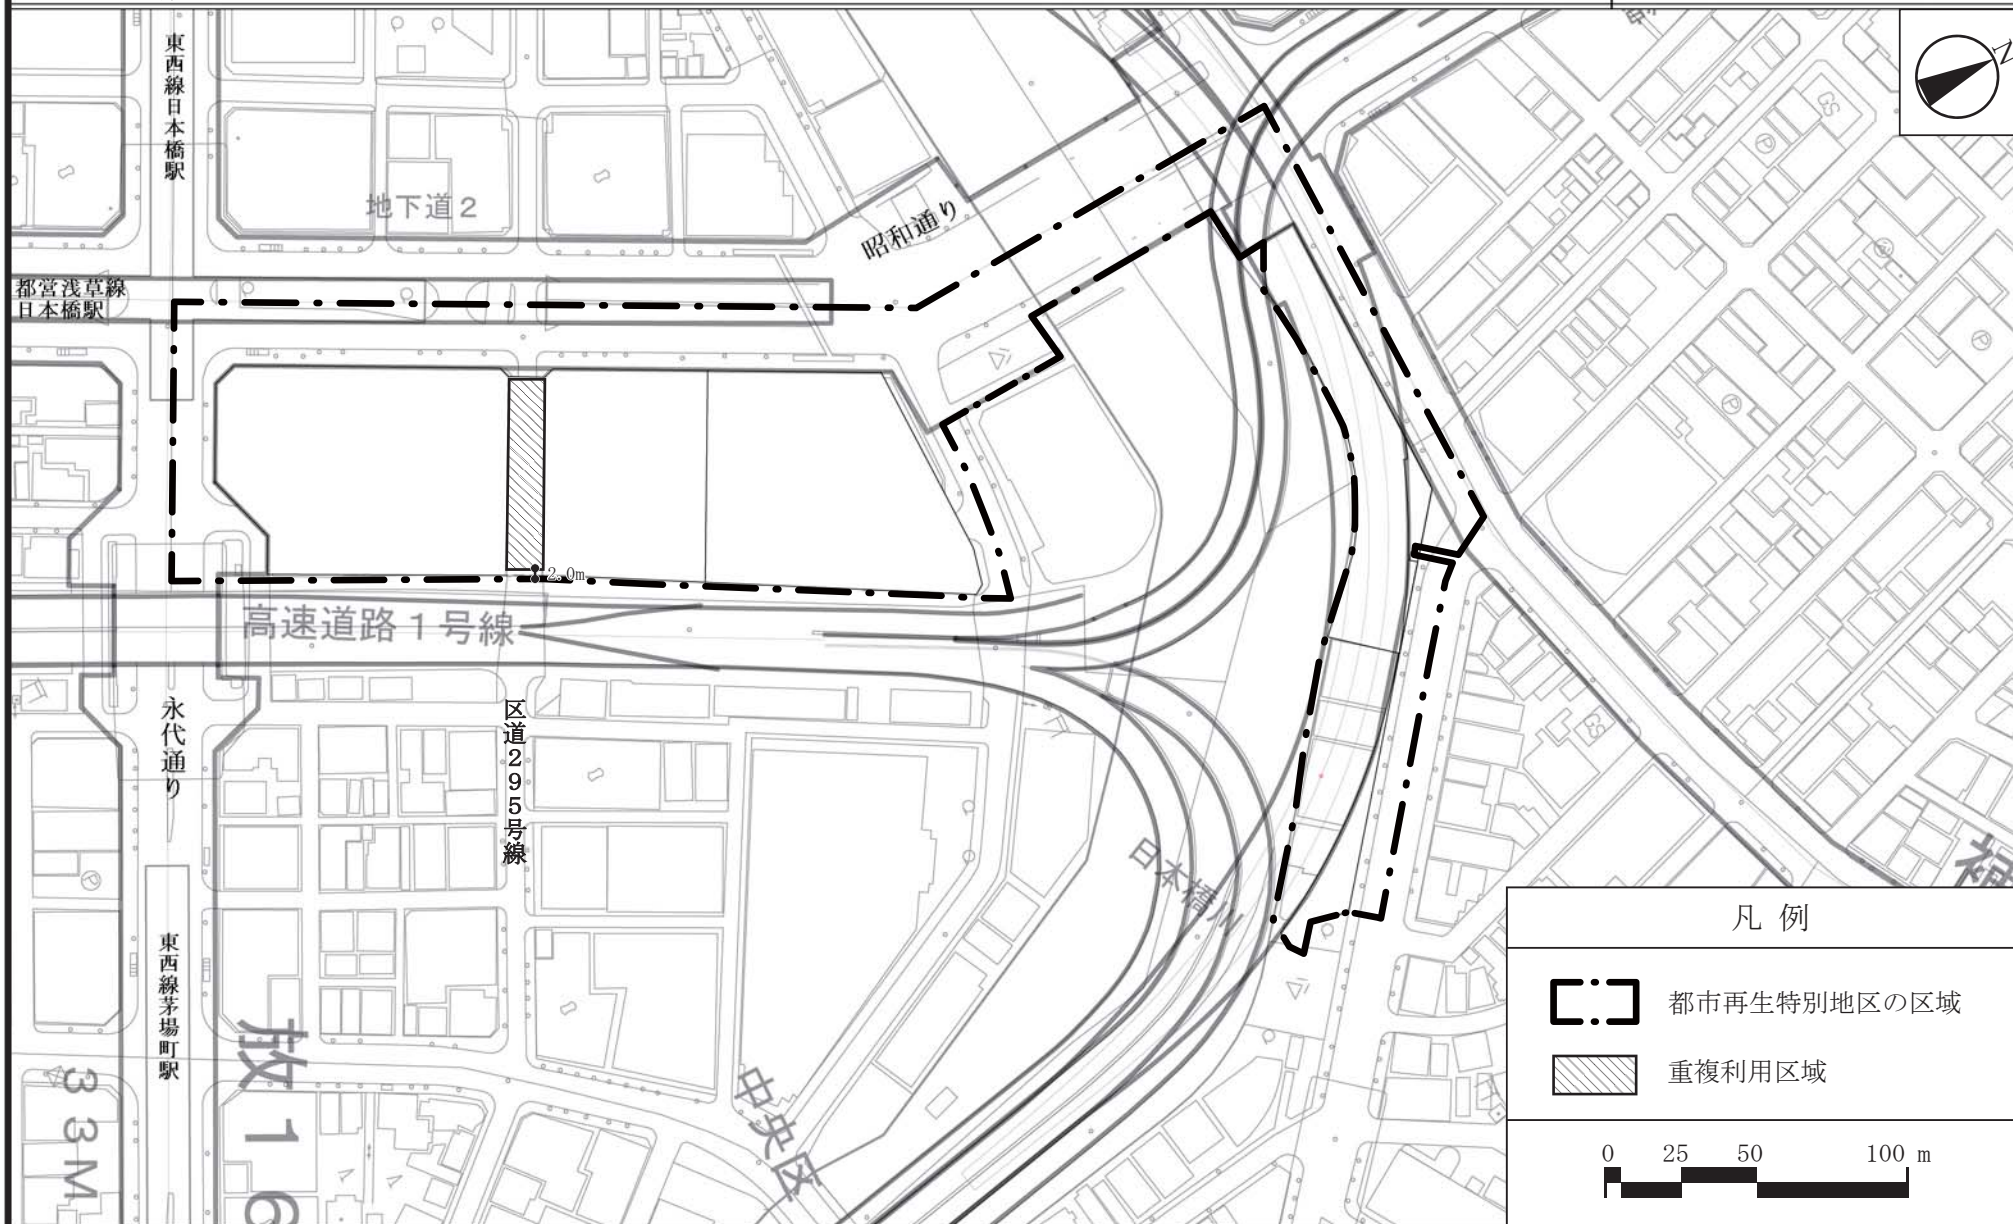 東西線日本橋駅
地下道2
昭和通り
都営浅草線
日本橋駅
2.0m
高速道路1号線
永代通り
区道295号線
日本橋川
東西線茅場町駅
放16
33M
中央区
N
GS
P
P
P
GS
P
凡例
都市再生特別地区の区域
重複利用区域
0 25 50 100 m